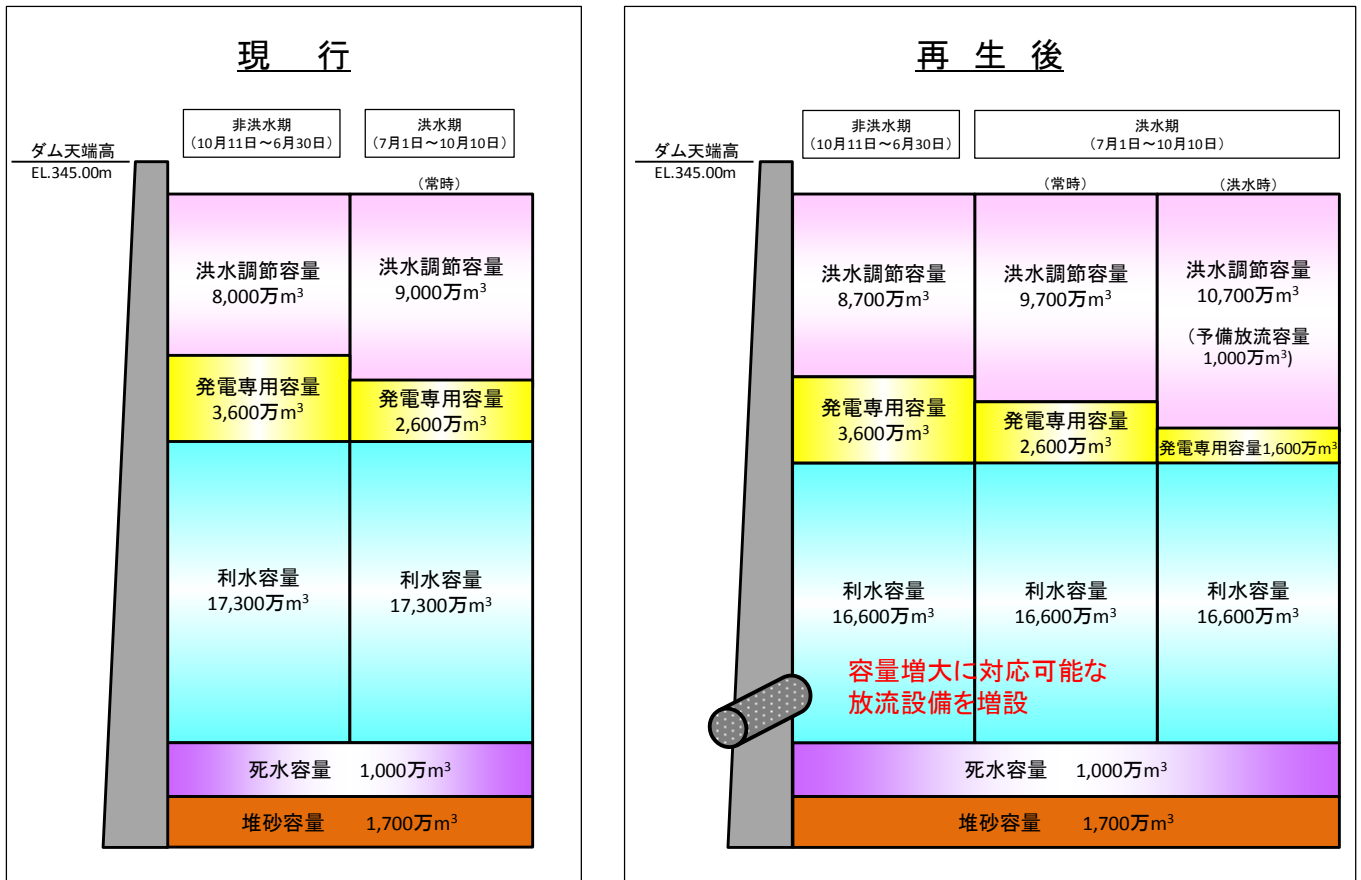 現 行
非洪水期
（10月11日～6月30日）
洪水期
（7月1日～10月10日）
ダム天端高
EL.345.00m
（常時）
洪水調節容量
8,000万m³
洪水調節容量
9,000万m³
発電専用容量
3,600万m³
発電専用容量
2,600万m³
利水容量
17,300万m³
利水容量
17,300万m³
死水容量 1,000万m³
堆砂容量 1,700万m³
再 生 後
非洪水期
（10月11日～6月30日）
洪水期
（7月1日～10月10日）
ダム天端高
EL.345.00m
（常時）
（洪水時）
洪水調節容量
8,700万m³
洪水調節容量
9,700万m³
洪水調節容量
10,700万m³
（予備放流容量
1,000万m³)
発電専用容量
3,600万m³
発電専用容量
2,600万m³
発電専用容量1,600万m³
利水容量
16,600万m³
利水容量
16,600万m³
利水容量
16,600万m³
容量増大に対応可能な
放流設備を増設
死水容量 1,000万m³
堆砂容量 1,700万m³